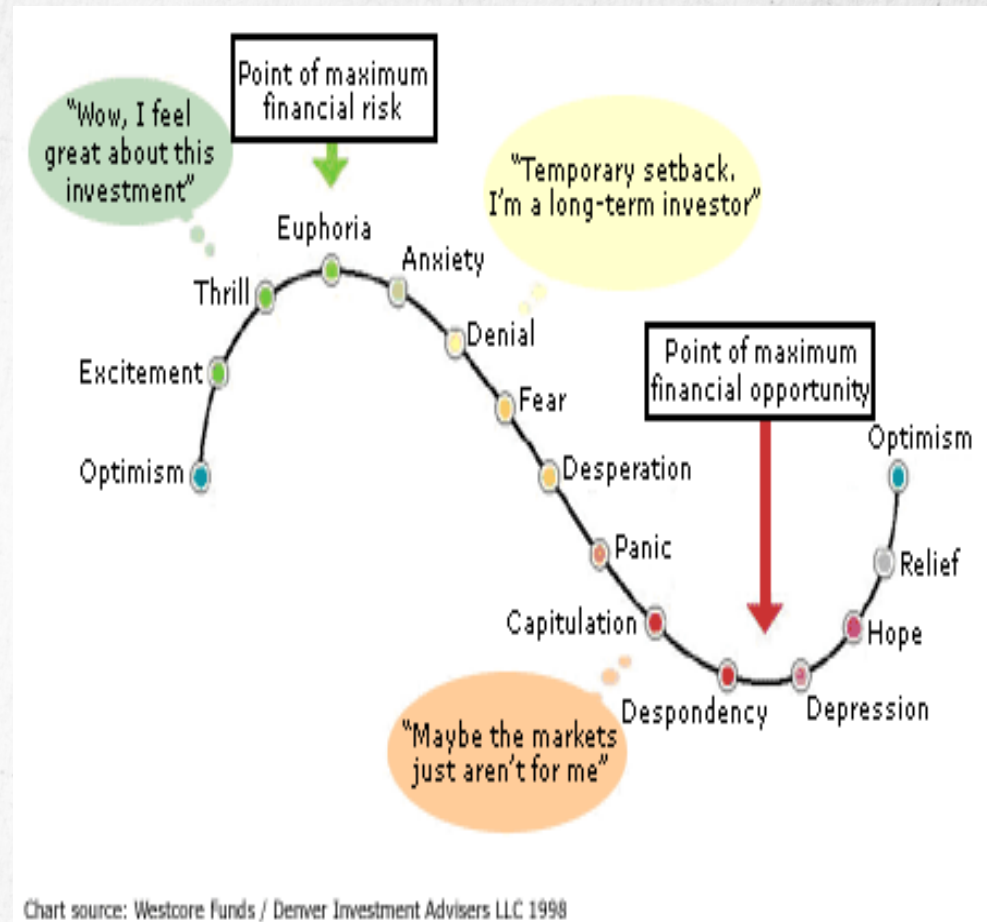 Point of maximum
financial risk
"Wow, I feel
great about this
investment"
"Temporary setback.
I'm a long-term investor"
Euphoria
Anxiety
Thrill
Denial
Point of maximum
financial opportunity
Excitement
Fear
Optimism
Optimism
Desperation
Panic
Relief
Capitulation
Hope
Despondency
Depression
"Maybe the markets
just aren't for me"
Chart source: Westcore Funds / Denver Investment Advisers LLC 1998